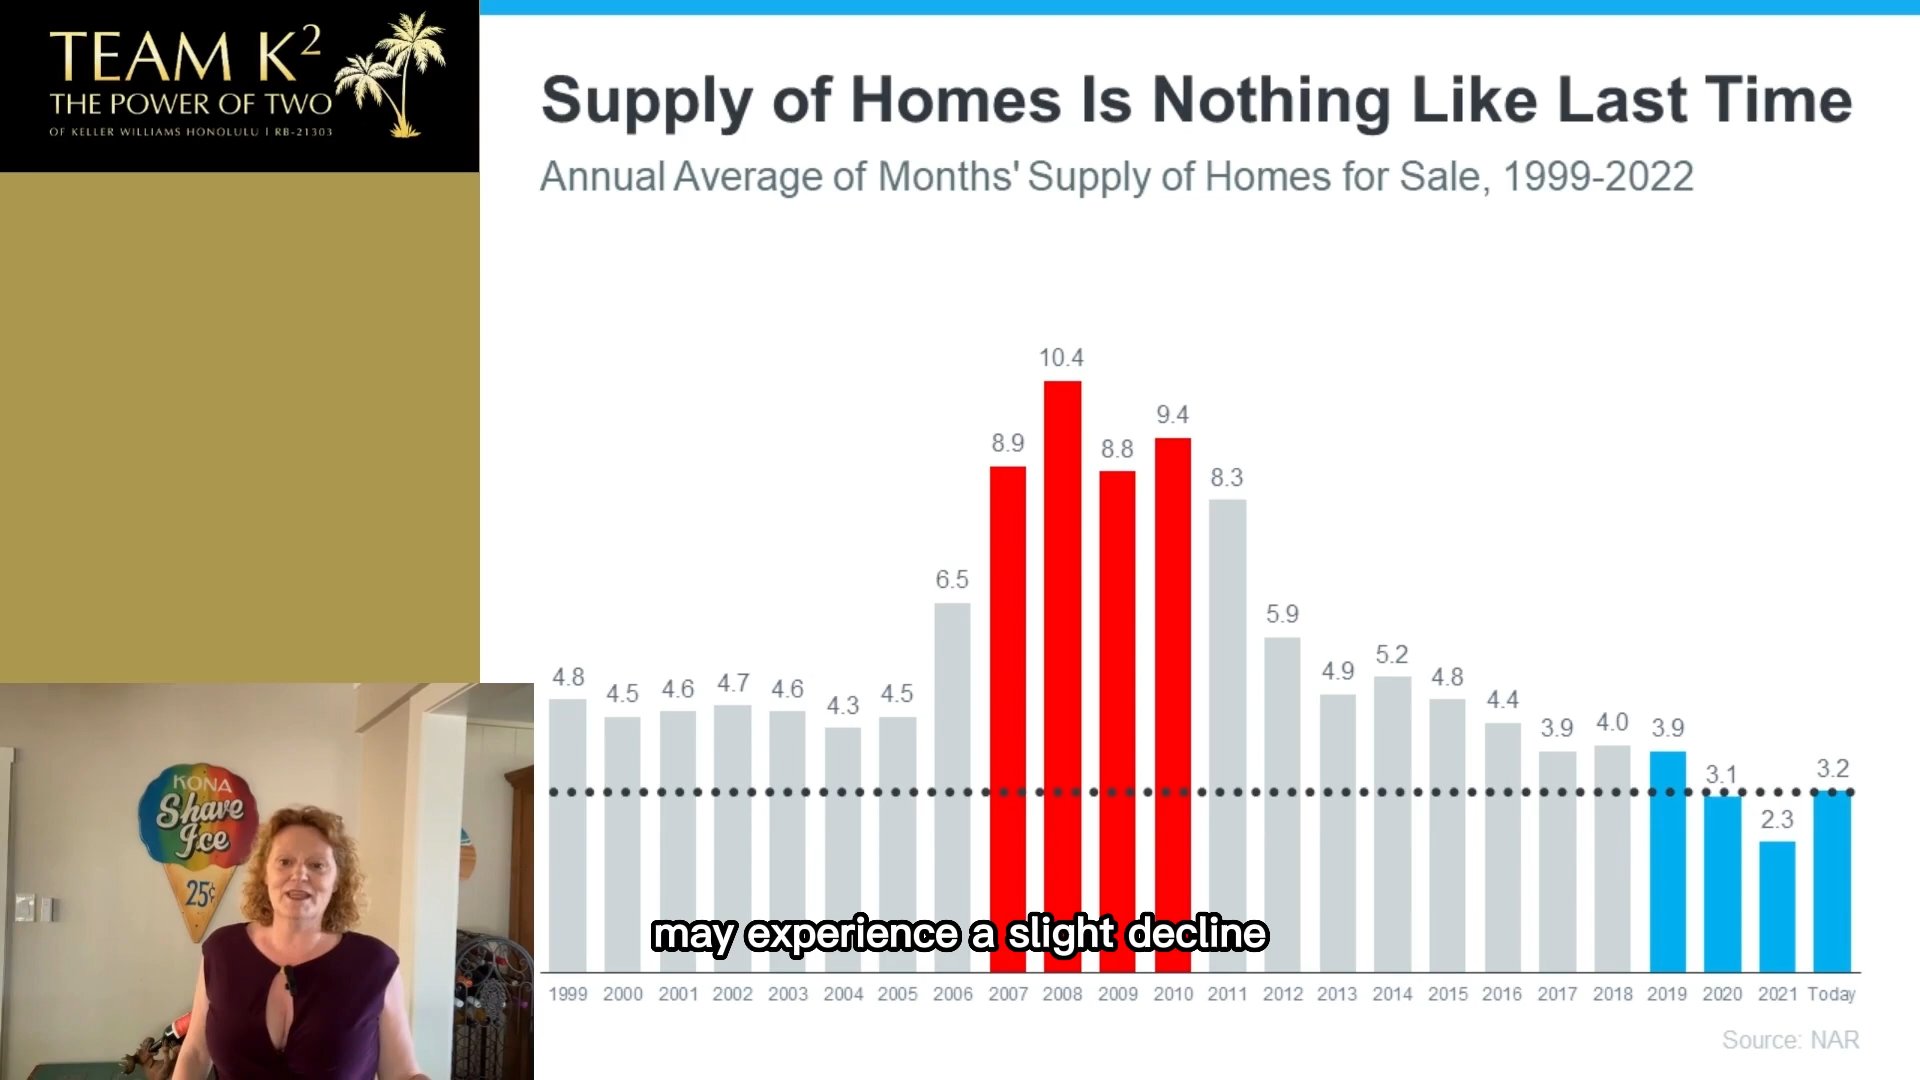 TEAM K²
THE POWER OF TWO
OF KELLER WILLIAMS HONOLULU | RB-21303
Supply of Homes Is Nothing Like Last Time
Annual Average of Months' Supply of Homes for Sale, 1999-2022
4.8 4.5 4.6 4.7 4.6 4.3 4.5 6.5 8.9 10.4 8.8 9.4 8.3 5.9 4.9 5.2 4.8 4.4 3.9 4.0 3.9 3.1 2.3 3.2
1999 2000 2001 2002 2003 2004 2005 2006 2007 2008 2009 2010 2011 2012 2013 2014 2015 2016 2017 2018 2019 2020 2021 Today
Source: NAR
KONA
Shave
Ice
25¢
may experience a slight decline